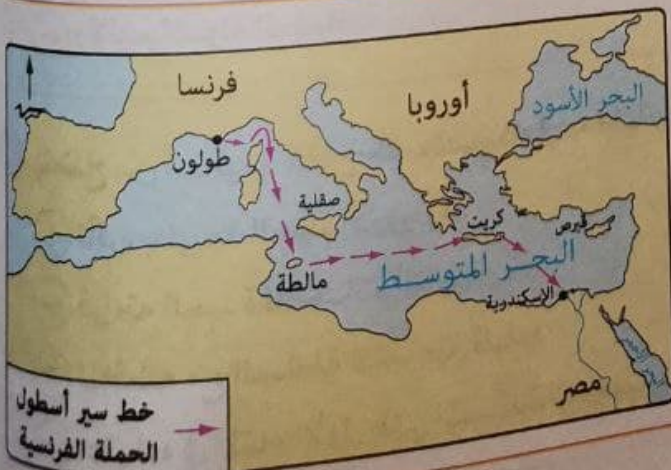 فرنسا
أوروبا
البحر الأسود
طولون
صقلية
كريت
قبرص
مالطة
البحر المتوسط
الإسكندرية
مصر
خط سير أسطول
الحملة الفرنسية